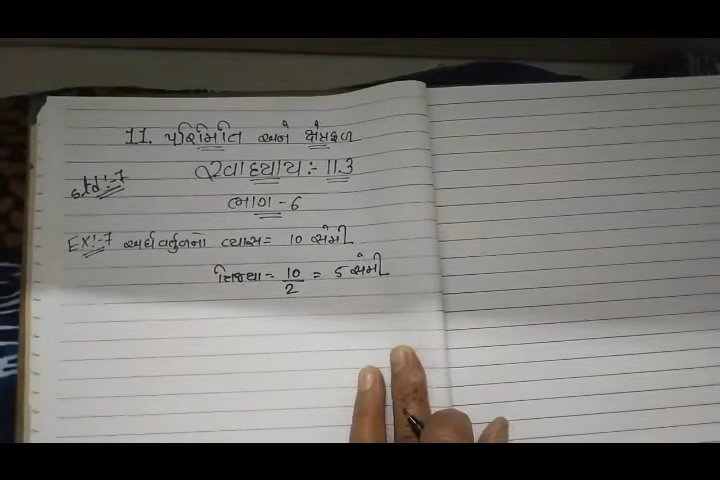 11. પરિમિતિ અને ક્ષેત્રફળ
સ્વાધ્યાય :- 11.3
Std :- 7
ભાગ - 6
EX :- 7 અર્ધવર્તુળનો વ્યાસ = 10 સેમી
ત્રિજ્યા = 10/2 = 5 સેમી